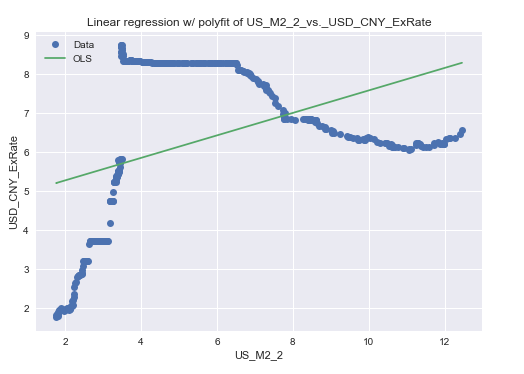 Linear regression w/ polyfit of US_M2_2_vs._USD_CNY_ExRate
Data
OLS
9
8
7
6
5
4
3
2
USD_CNY_ExRate
2
4
6
8
10
12
US_M2_2